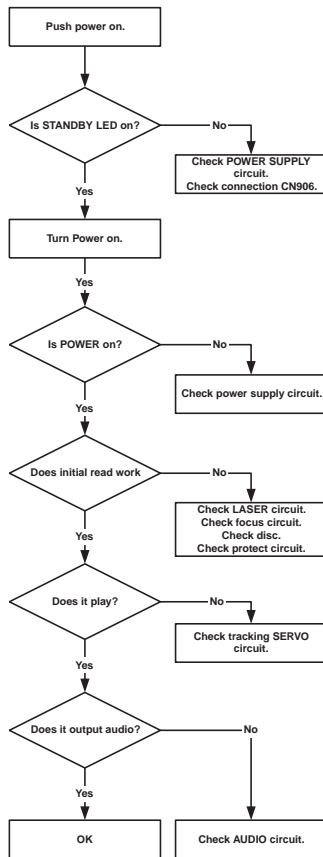 Push power on.
Is STANDBY LED on?
No
Check POWER SUPPLY
circuit.
Check connection CN906.
Yes
Turn Power on.
Yes
Is POWER on?
No
Check power supply circuit.
Yes
Does initial read work
No
Check LASER circuit.
Check focus circuit.
Check disc.
Check protect circuit.
Yes
Does it play?
No
Check tracking SERVO
circuit.
Yes
Does it output audio?
No
Yes
OK
Check AUDIO circuit.